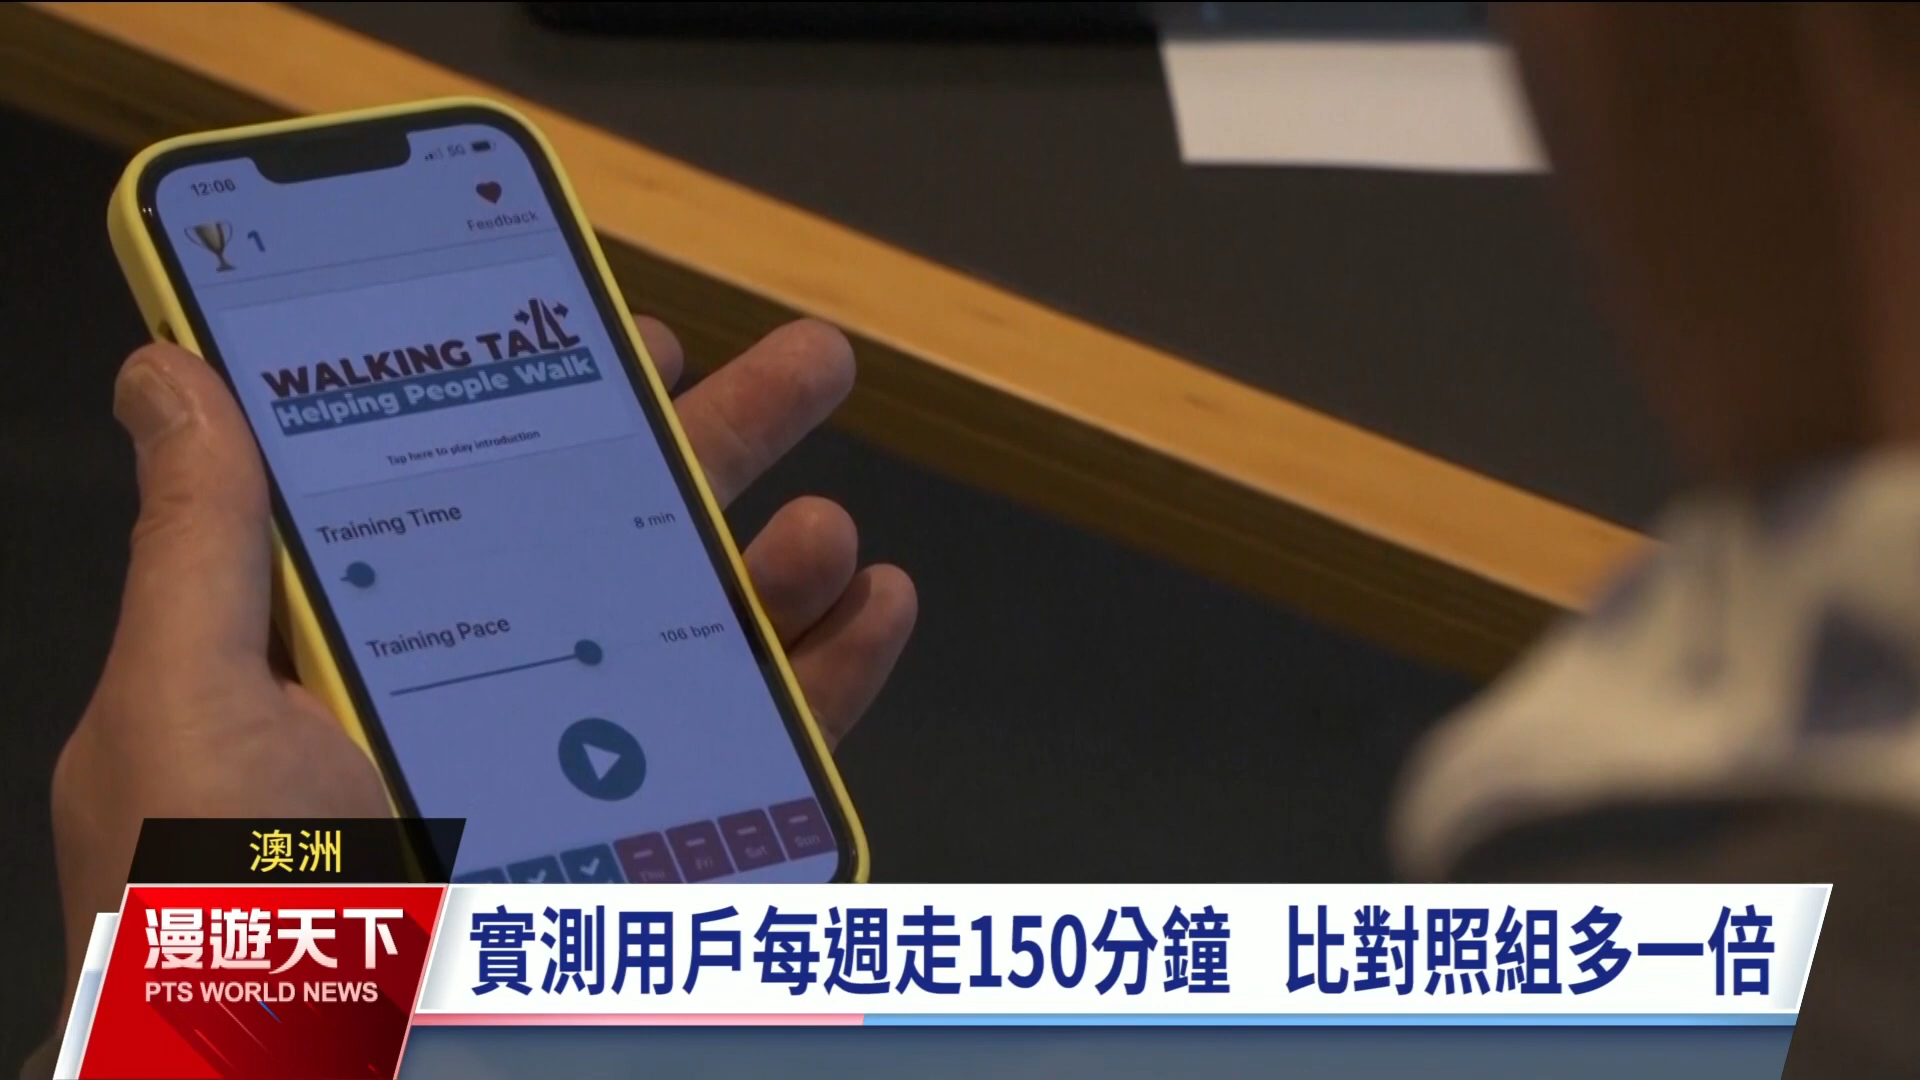 12:06
5G
1
Feedback
WALKING TALL
Helping People Walk
Tap here to play introduction
Training Time
8 min
Training Pace
106 bpm
Thu
Fri
Sat
Sun
澳洲
漫遊天下
PTS WORLD NEWS
實測用戶每週走150分鐘 比對照組多一倍